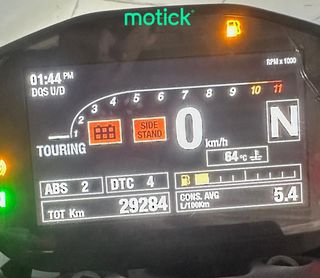 motick
RPM x 1000
01:44 PM
DQS U/D
1 2 3 4 5 6 7 8 9 10 11
SIDE
STAND
0 km/h
N
TOURING
64 °C
ABS 2
DTC 4
TOT Km 29284
CONS. AVG
L/100Km
5.4